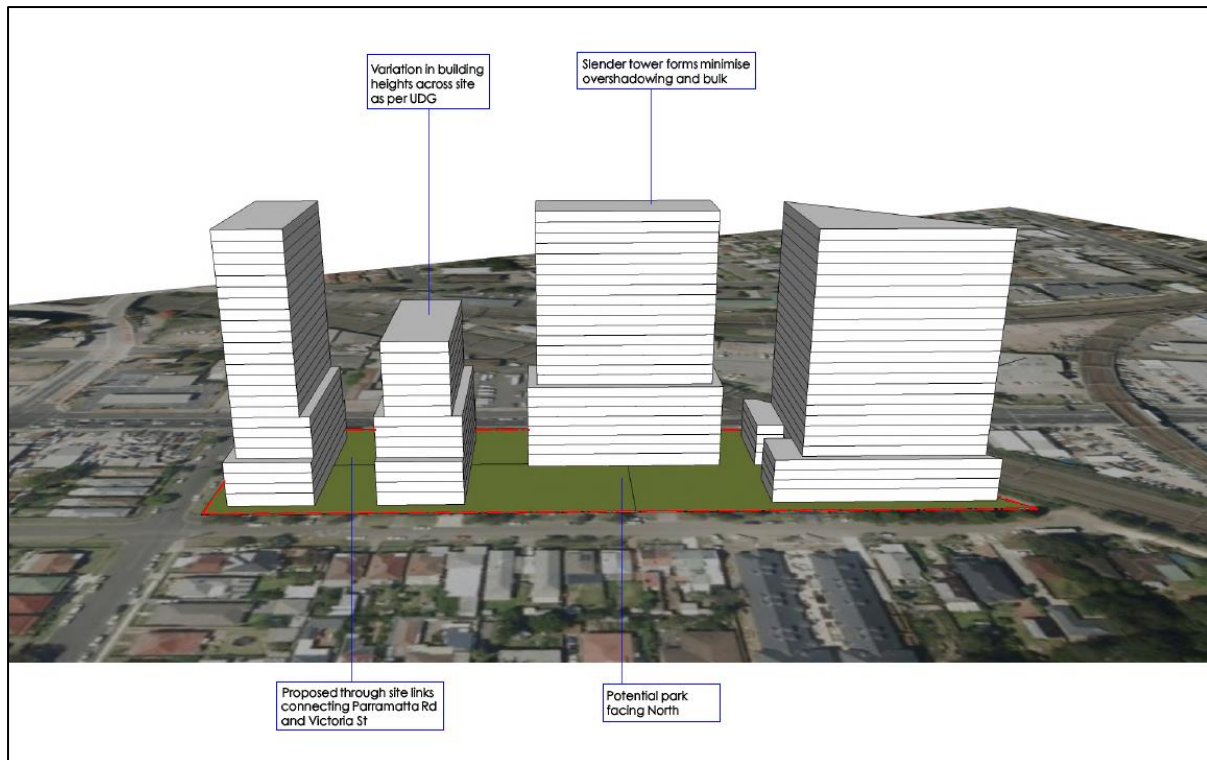 Variation in building
heights across site
as per UDG
Slender tower forms minimise
overshadowing and bulk
Proposed through site links
connecting Parramatta Rd
and Victoria St
Potential park
facing North